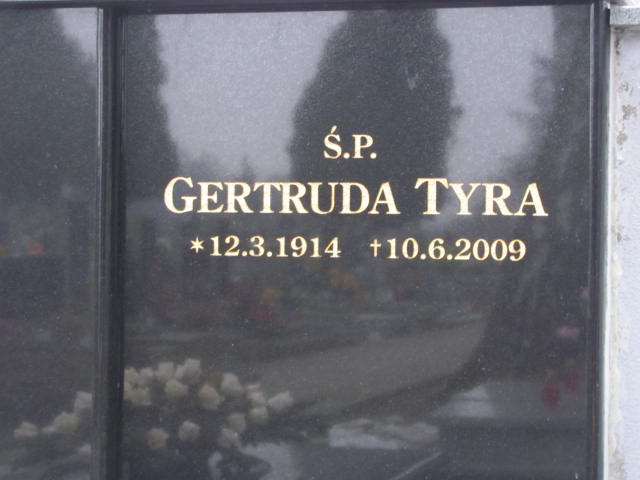 Ś.P.
GERTRUDA TYRA
*12.3.1914 †10.6.2009